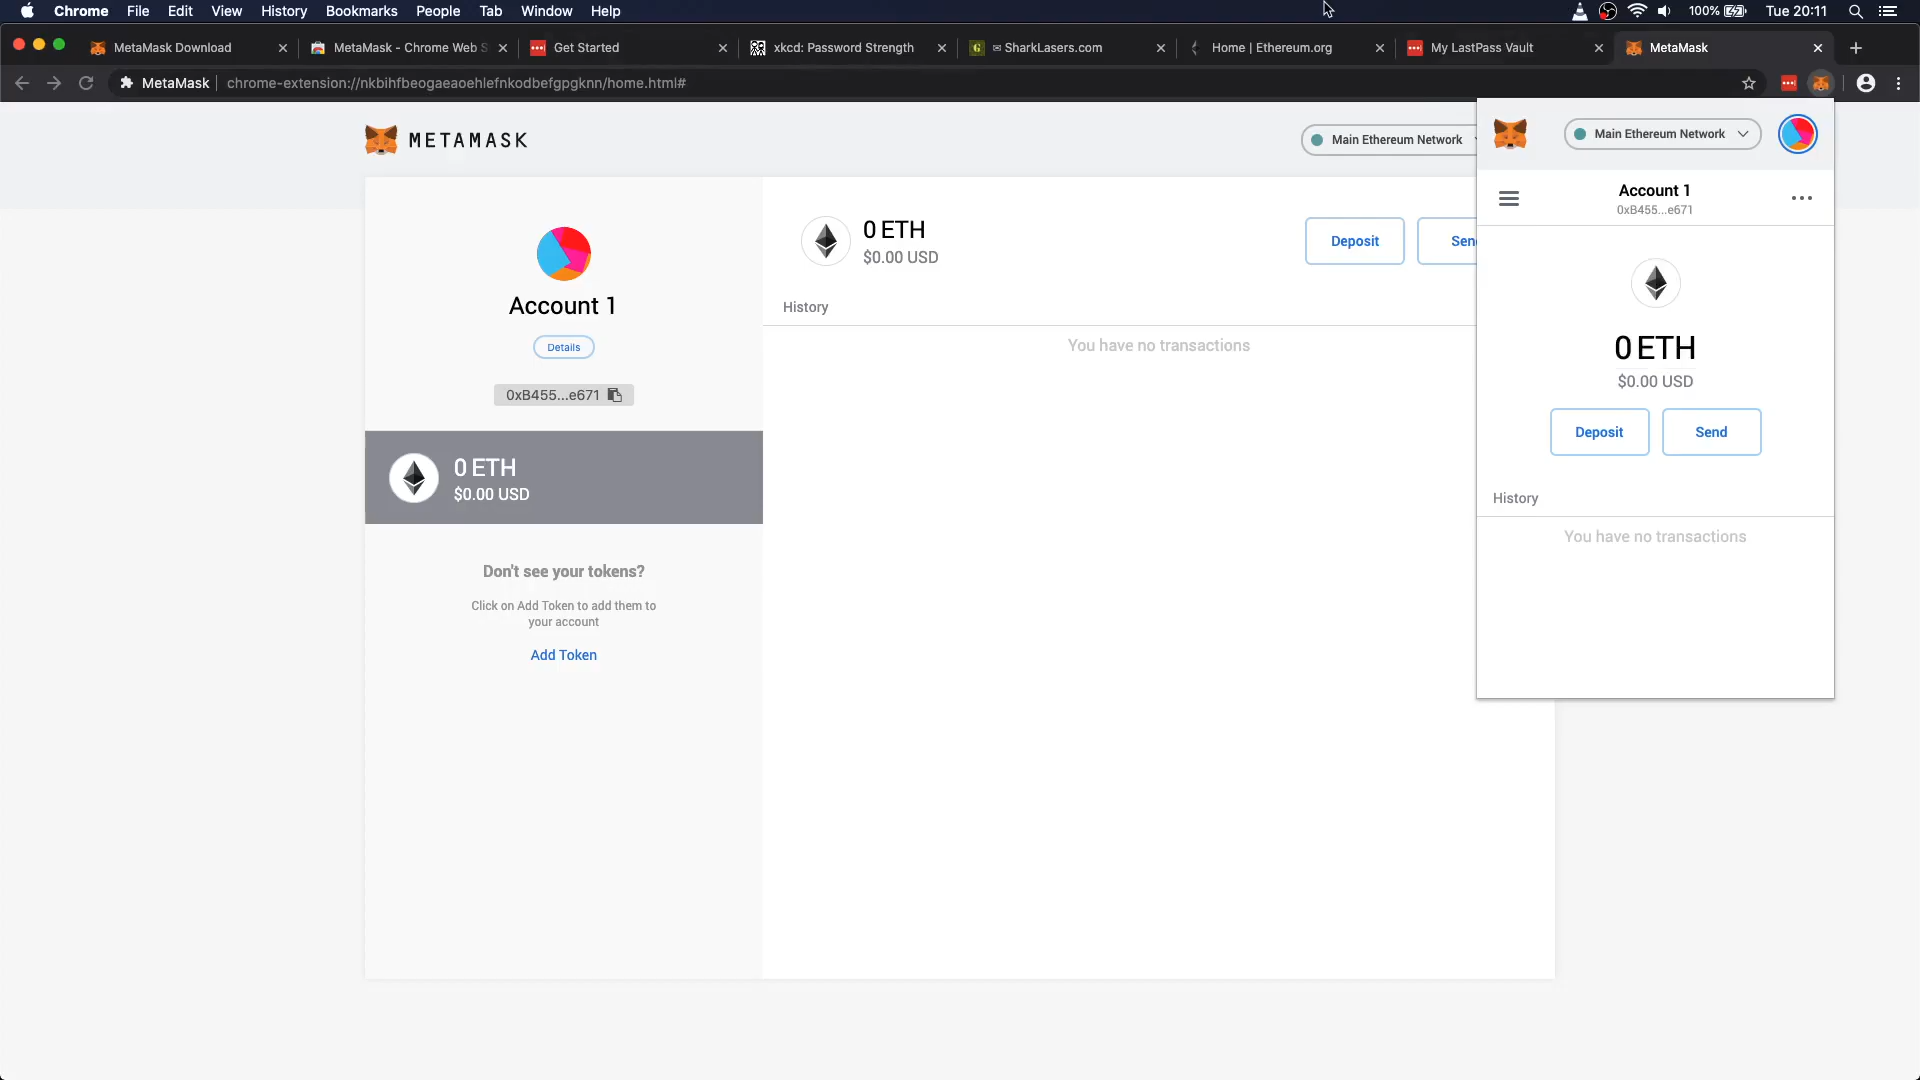 Chrome File Edit View History Bookmarks People Tab Window Help 100% Tue 20:11
MetaMask Download MetaMask - Chrome Web S Get Started xkcd: Password Strength SharkLasers.com Home | Ethereum.org My LastPass Vault MetaMask
MetaMask chrome-extension://nkbihfbeogaeaoehlefnkodbefgpgknn/home.html#
METAMASK
Main Ethereum Network
Account 1
Details
0xB455...e671
0 ETH
$0.00 USD
Don't see your tokens?
Click on Add Token to add them to
your account
Add Token
0 ETH
$0.00 USD
Deposit
Sen
History
You have no transactions
Main Ethereum Network
Account 1
0xB455...e671
0 ETH
$0.00 USD
Deposit
Send
History
You have no transactions